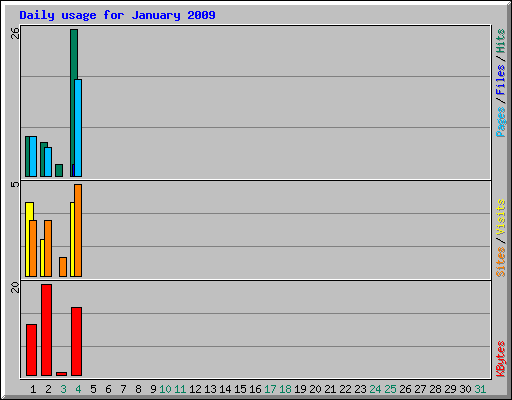 Daily usage for January 2009
26
Pages / Files / Hits
5
Sites / Visits
20
KBytes
1 2 3 4 5 6 7 8 9 10 11 12 13 14 15 16 17 18 19 20 21 22 23 24 25 26 27 28 29 30 31